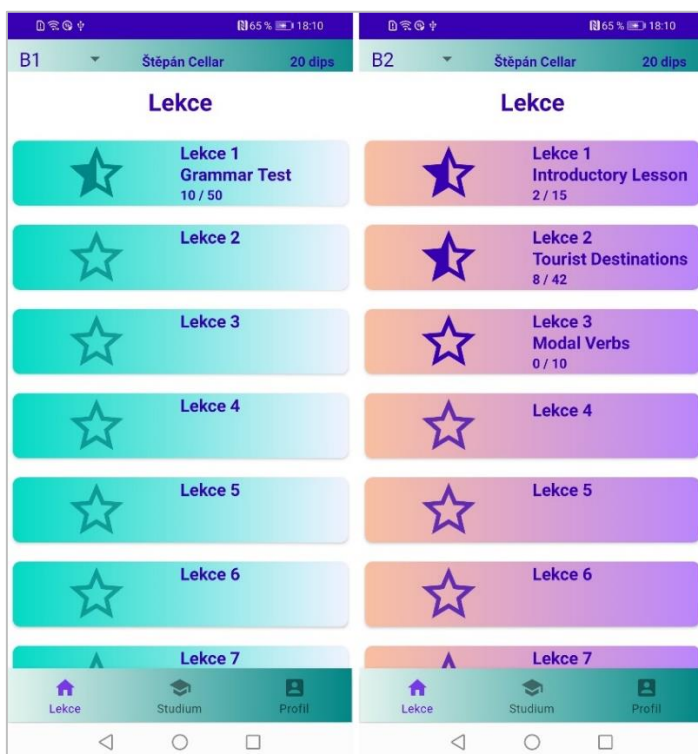 65 % 18:10
B1 Štěpán Cellar 20 dips
Lekce
Lekce 1
Grammar Test
10 / 50
Lekce 2
Lekce 3
Lekce 4
Lekce 5
Lekce 6
Lekce 7
Lekce Studium Profil
65 % 18:10
B2 Štěpán Cellar 20 dips
Lekce
Lekce 1
Introductory Lesson
2 / 15
Lekce 2
Tourist Destinations
8 / 42
Lekce 3
Modal Verbs
0 / 10
Lekce 4
Lekce 5
Lekce 6
Lekce 7
Lekce Studium Profil